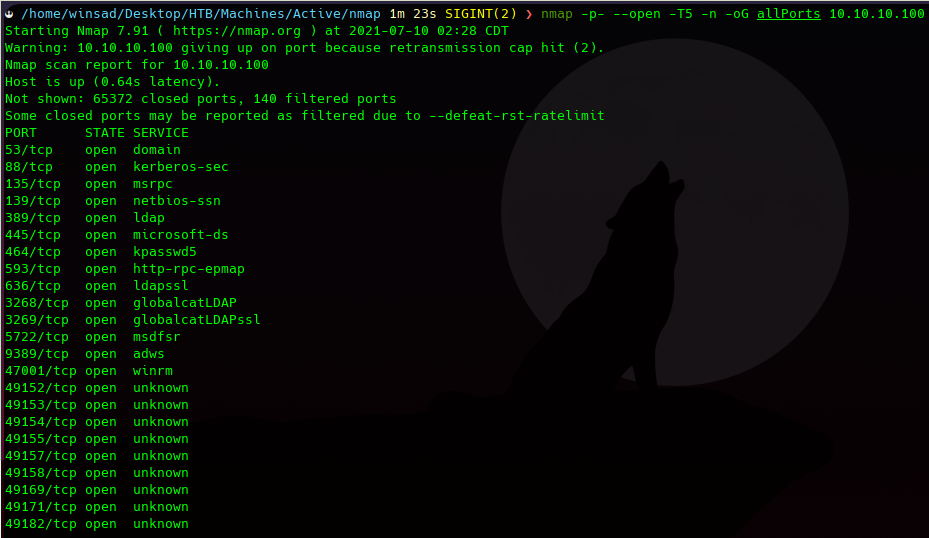 /home/winsad/Desktop/HTB/Machines/Active/nmap 1m 23s SIGINT(2) ❯ nmap -p- --open -T5 -n -oG allPorts 10.10.10.100
Starting Nmap 7.91 ( https://nmap.org ) at 2021-07-10 02:28 CDT
Warning: 10.10.10.100 giving up on port because retransmission cap hit (2).
Nmap scan report for 10.10.10.100
Host is up (0.64s latency).
Not shown: 65372 closed ports, 140 filtered ports
Some closed ports may be reported as filtered due to --defeat-rst-ratelimit
PORT      STATE SERVICE
53/tcp    open  domain
88/tcp    open  kerberos-sec
135/tcp   open  msrpc
139/tcp   open  netbios-ssn
389/tcp   open  ldap
445/tcp   open  microsoft-ds
464/tcp   open  kpasswd5
593/tcp   open  http-rpc-epmap
636/tcp   open  ldapssl
3268/tcp  open  globalcatLDAP
3269/tcp  open  globalcatLDAPssl
5722/tcp  open  msdfsr
9389/tcp  open  adws
47001/tcp open  winrm
49152/tcp open  unknown
49153/tcp open  unknown
49154/tcp open  unknown
49155/tcp open  unknown
49157/tcp open  unknown
49158/tcp open  unknown
49169/tcp open  unknown
49171/tcp open  unknown
49182/tcp open  unknown